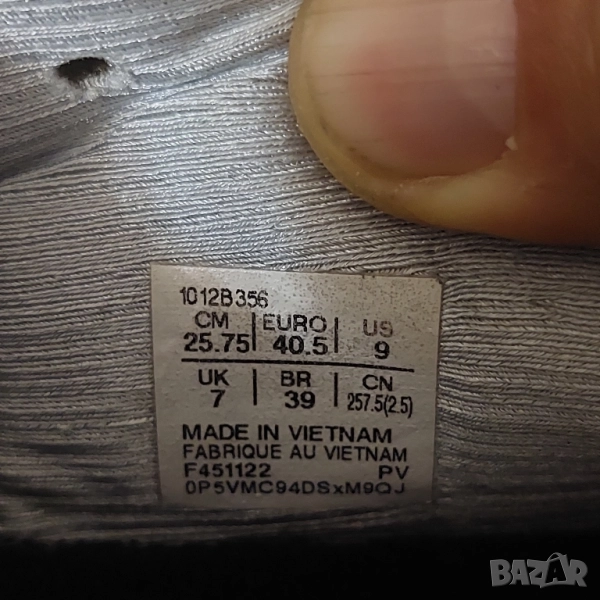 1012B356
CM | EURO | US
25.75 | 40.5 | 9
UK | BR | CN
7 | 39 | 257.5(2.5)
MADE IN VIETNAM
FABRIQUE AU VIETNAM
F451122 PV
0P5VMC94DSxM9QJ
BAZAR